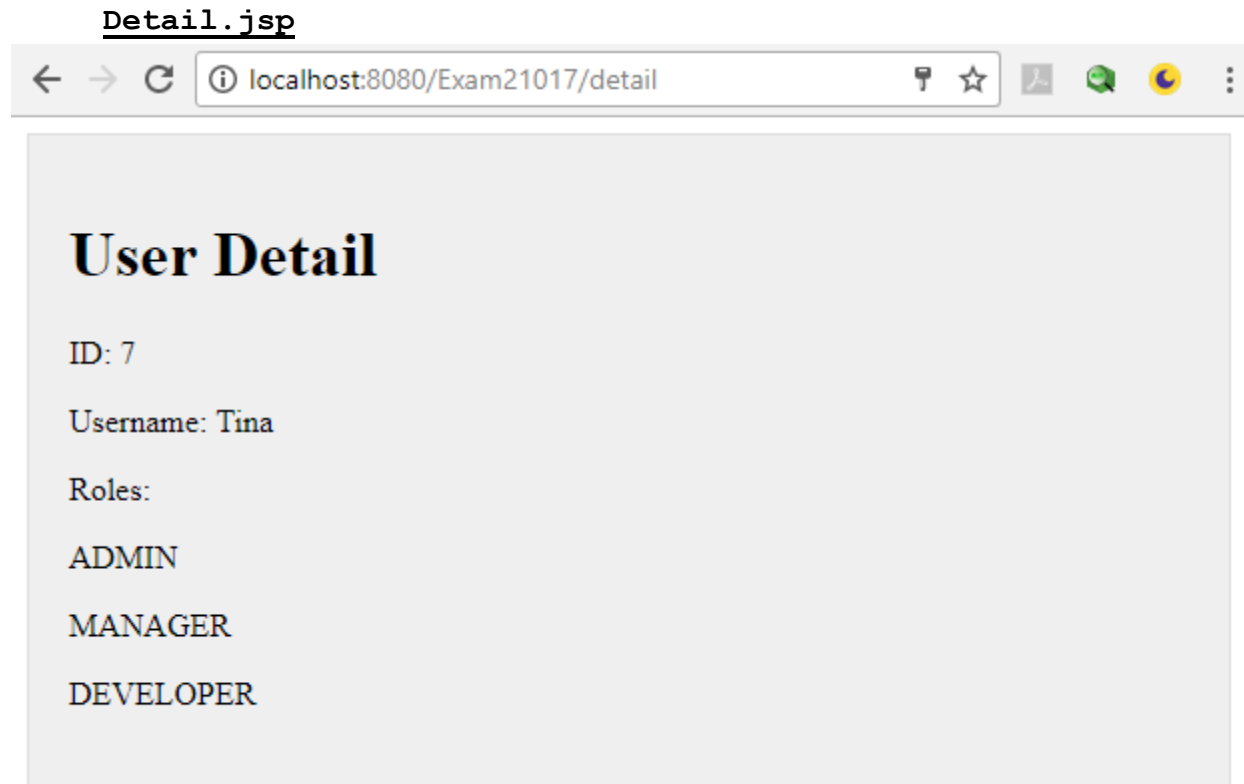 Detail.jsp
localhost:8080/Exam21017/detail
User Detail
ID: 7
Username: Tina
Roles:
ADMIN
MANAGER
DEVELOPER